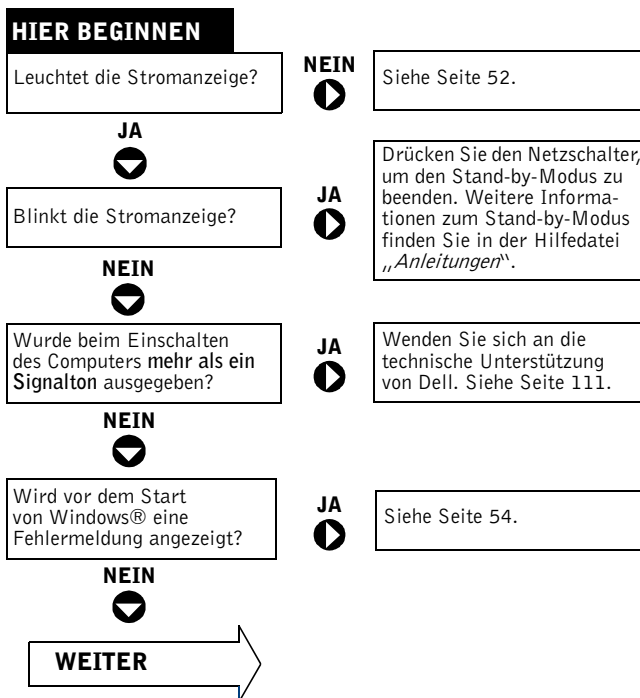 HIER BEGINNEN
Leuchtet die Stromanzeige?
NEIN
Siehe Seite 52.
JA
Blinkt die Stromanzeige?
JA
Drücken Sie den Netzschalter,
um den Stand-by-Modus zu
beenden. Weitere Informa-
tionen zum Stand-by-Modus
finden Sie in der Hilfedatei
„Anleitungen“.
NEIN
Wurde beim Einschalten
des Computers mehr als ein
Signalton ausgegeben?
JA
Wenden Sie sich an die
technische Unterstützung
von Dell. Siehe Seite 111.
NEIN
Wird vor dem Start
von Windows® eine
Fehlermeldung angezeigt?
JA
Siehe Seite 54.
NEIN
WEITER